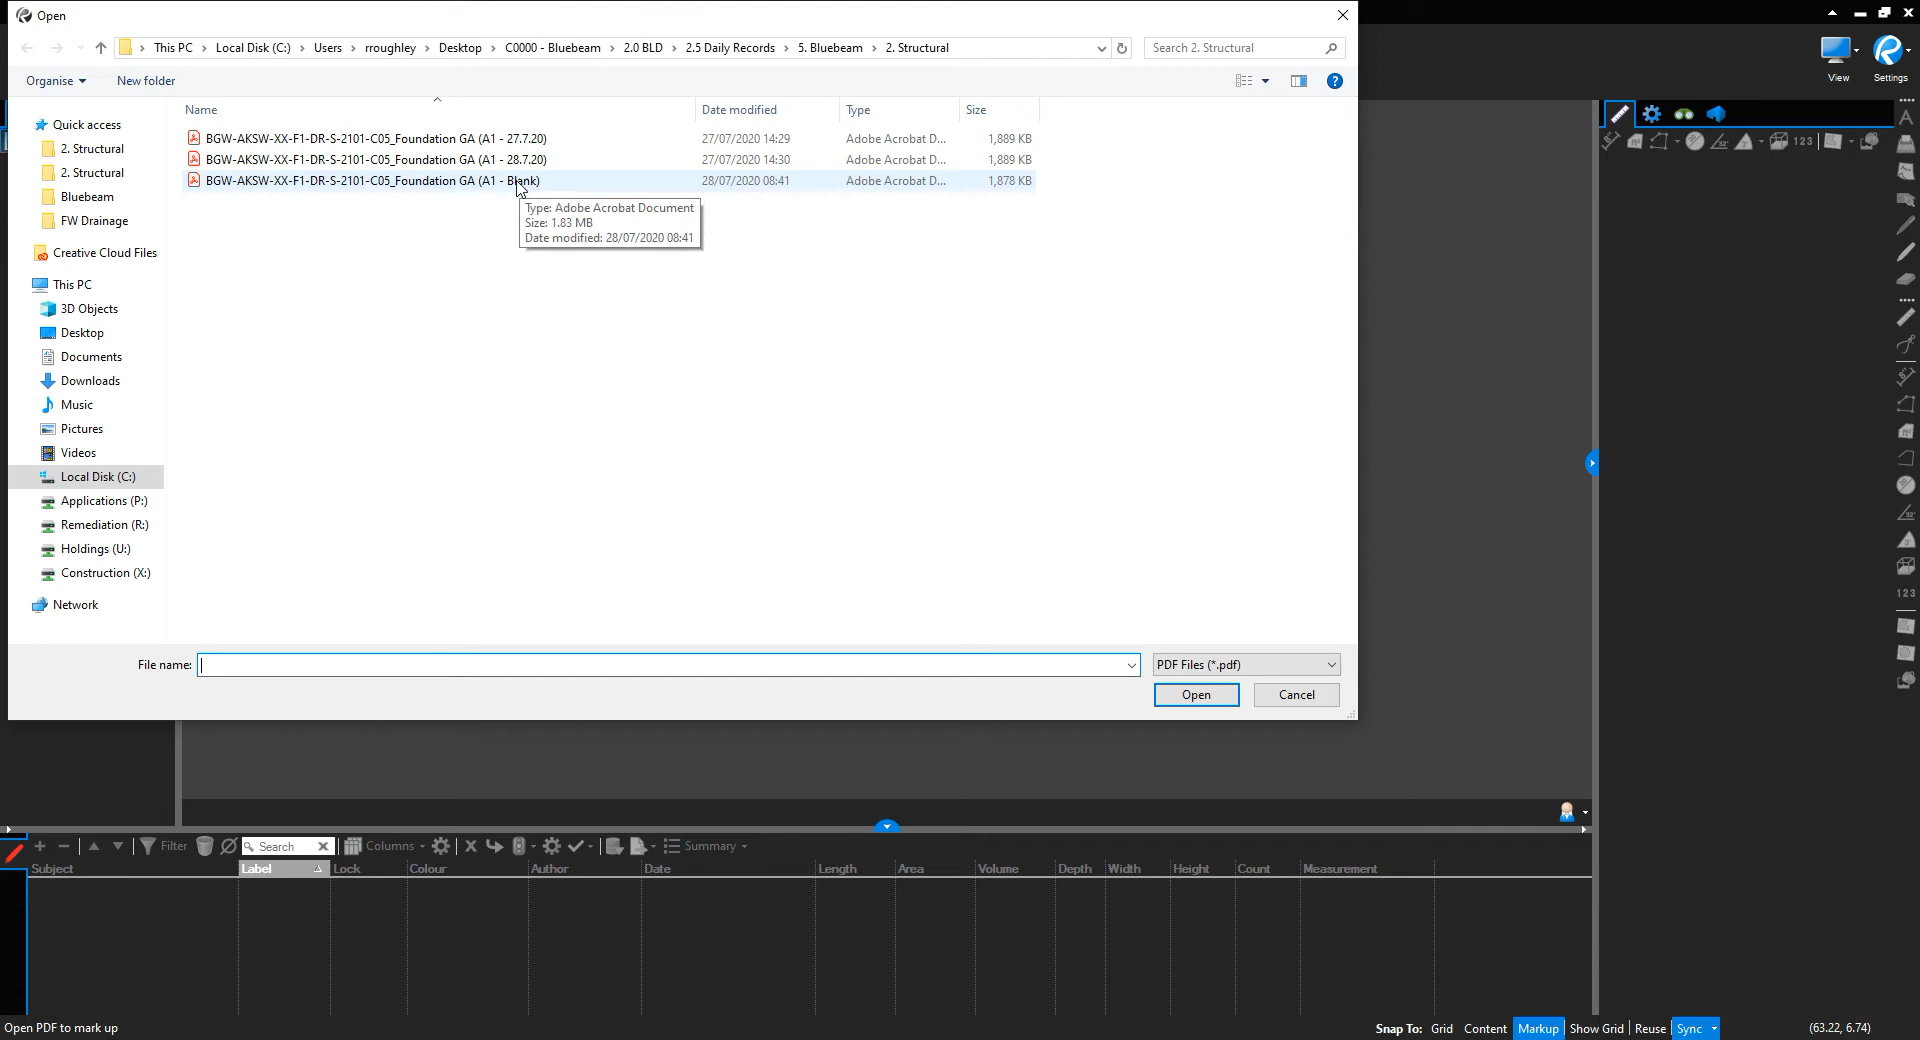 Open
This PC > Local Disk (C:) > Users > rroughley > Desktop > C0000 - Bluebeam > 2.0 BLD > 2.5 Daily Records > 5. Bluebeam > 2. Structural
Search 2. Structural
View
Settings
Organise
New folder
Name
Date modified
Type
Size
BGW-AKSW-XX-F1-DR-S-2101-C05_Foundation GA (A1 - 27.7.20) 27/07/2020 14:29 Adobe Acrobat D... 1,889 KB
BGW-AKSW-XX-F1-DR-S-2101-C05_Foundation GA (A1 - 28.7.20) 27/07/2020 14:30 Adobe Acrobat D... 1,889 KB
BGW-AKSW-XX-F1-DR-S-2101-C05_Foundation GA (A1 - Blank) 28/07/2020 08:41 Adobe Acrobat D... 1,878 KB
Type: Adobe Acrobat Document
Size: 1.83 MB
Date modified: 28/07/2020 08:41
Quick access
2. Structural
2. Structural
Bluebeam
FW Drainage
Creative Cloud Files
This PC
3D Objects
Desktop
Documents
Downloads
Music
Pictures
Videos
Local Disk (C:)
Applications (P:)
Remediation (R:)
Holdings (U:)
Construction (X:)
Network
File name:
PDF Files (*.pdf)
Open
Cancel
123
123
Filter
Search
Columns
Summary
Subject
Label
Lock
Colour
Author
Date
Length
Area
Volume
Depth
Width
Height
Count
Measurement
Open PDF to mark up
Snap To: Grid Content Markup Show Grid Reuse Sync
(63.22, 6.74)